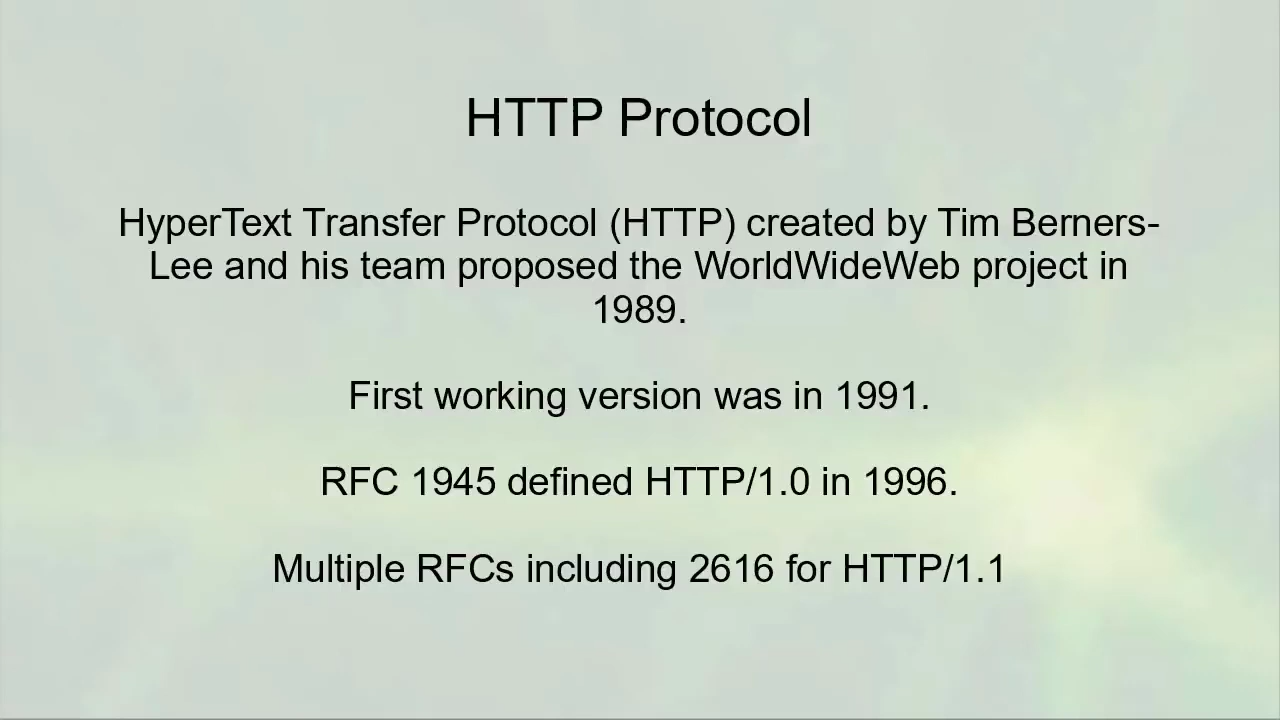 HTTP Protocol
HyperText Transfer Protocol (HTTP) created by Tim Berners-
Lee and his team proposed the WorldWideWeb project in
1989.
First working version was in 1991.
RFC 1945 defined HTTP/1.0 in 1996.
Multiple RFCs including 2616 for HTTP/1.1